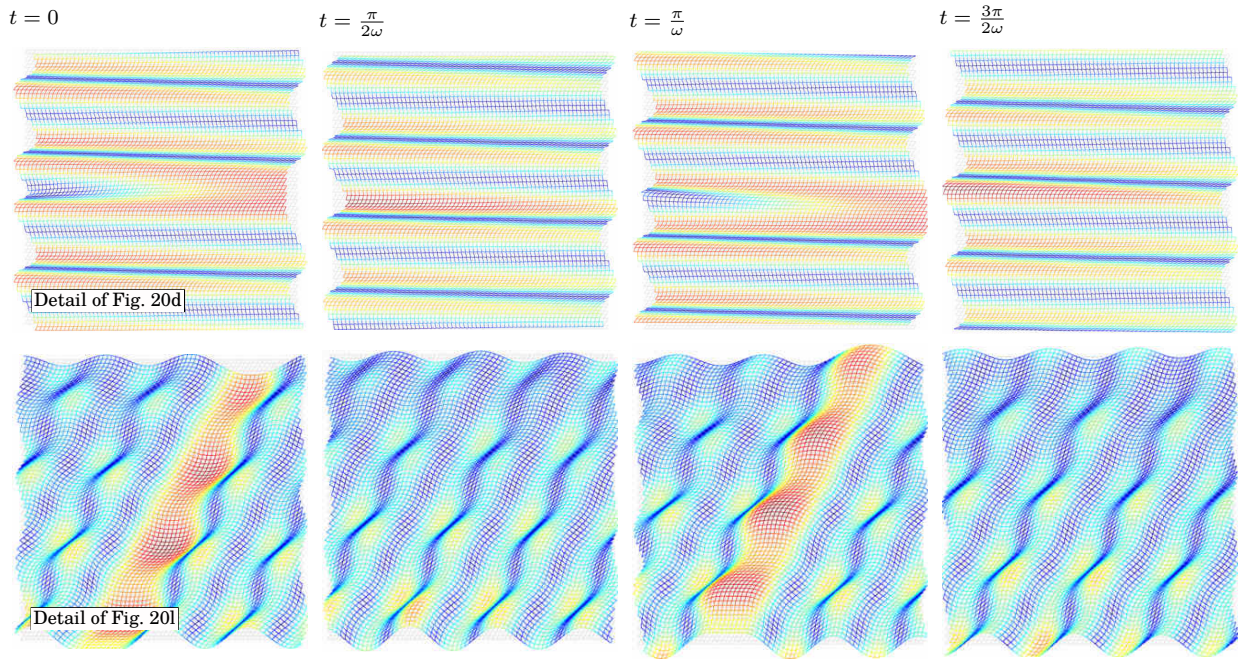 t = 0
t = π/2ω
t = π/ω
t = 3π/2ω
Detail of Fig. 20d
Detail of Fig. 20l